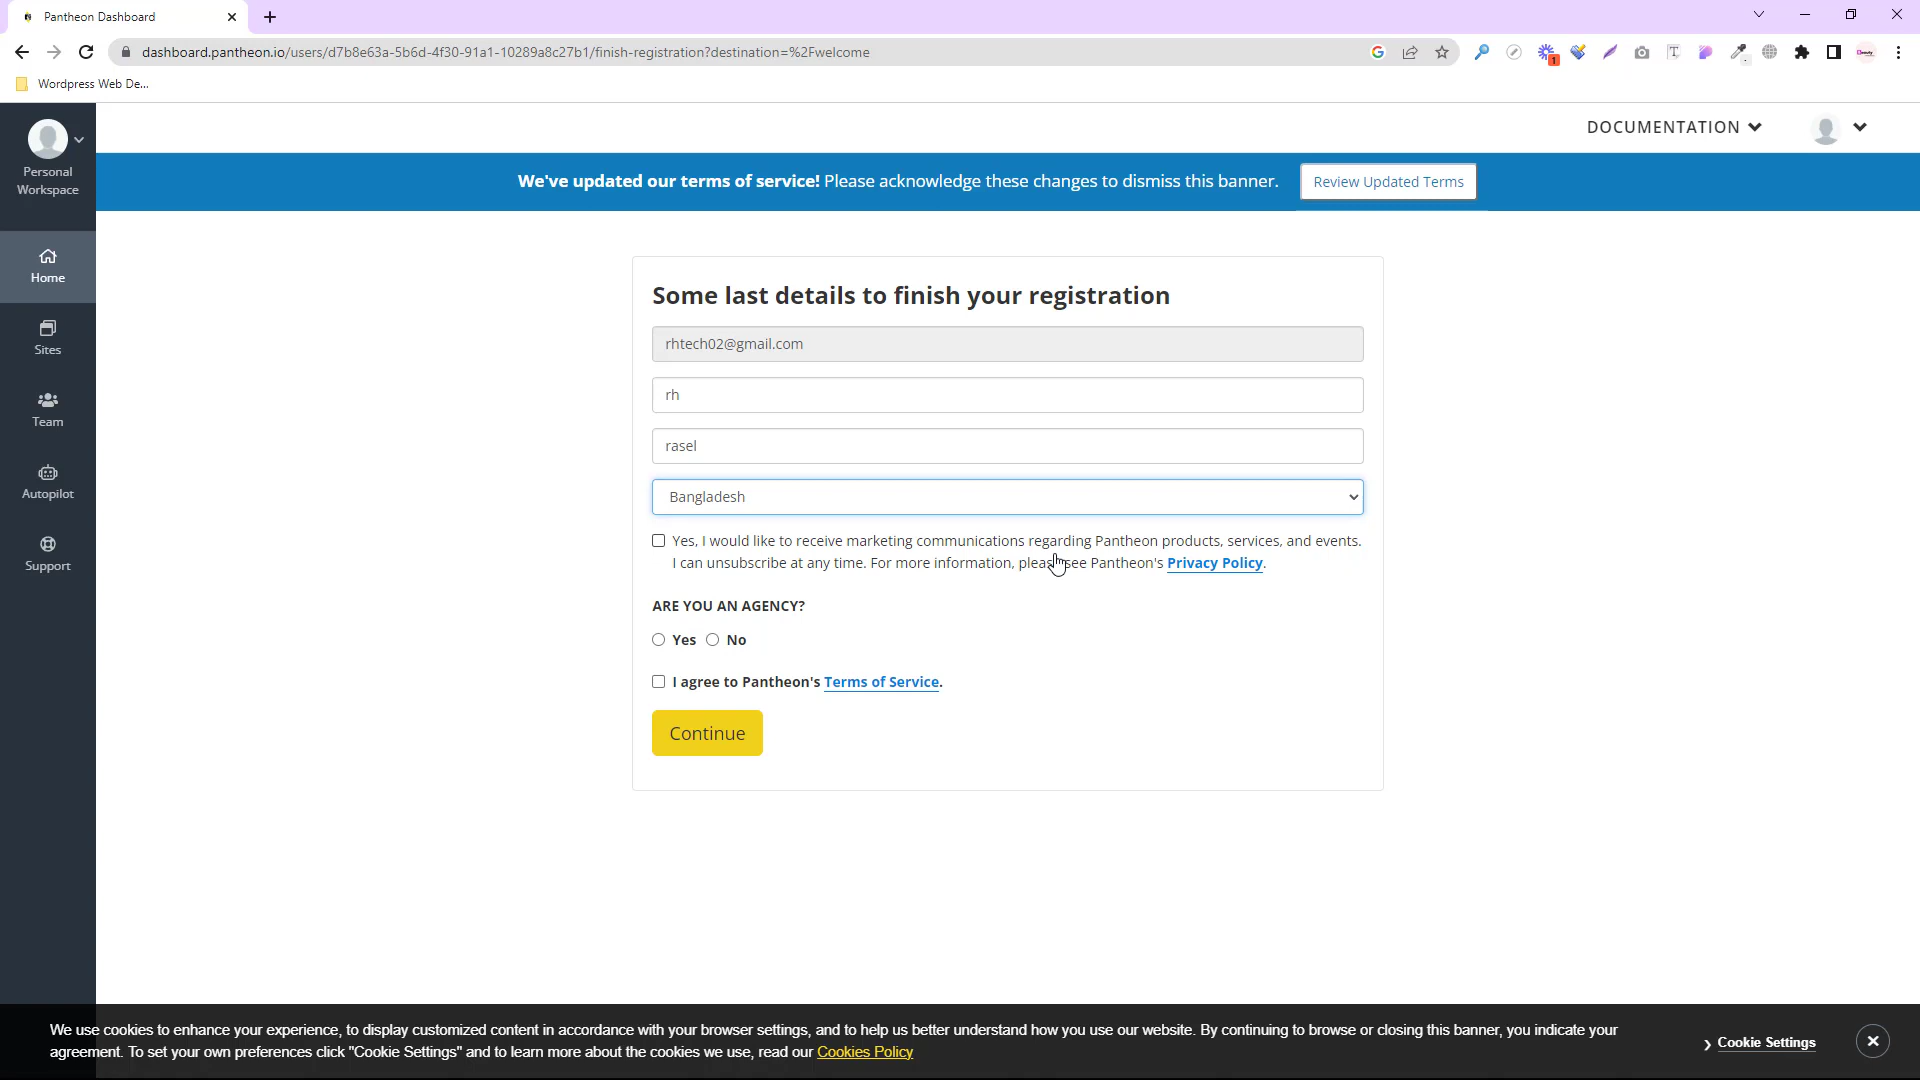 Pantheon Dashboard
dashboard.pantheon.io/users/d7b8e63a-5b6d-4f30-91a1-10289a8c27b1/finish-registration?destination=%2Fwelcome
1
T
Wordpress Web De...
Personal
Workspace
DOCUMENTATION
We've updated our terms of service! Please acknowledge these changes to dismiss this banner.
Review Updated Terms
Home
Sites
Team
Autopilot
Support
Some last details to finish your registration
rhtech02@gmail.com
rh
rasel
Bangladesh
Yes, I would like to receive marketing communications regarding Pantheon products, services, and events.
I can unsubscribe at any time. For more information, please see Pantheon's Privacy Policy.
ARE YOU AN AGENCY?
Yes No
I agree to Pantheon's Terms of Service.
Continue
We use cookies to enhance your experience, to display customized content in accordance with your browser settings, and to help us better understand how you use our website. By continuing to browse or closing this banner, you indicate your
agreement. To set your own preferences click "Cookie Settings" and to learn more about the cookies we use, read our Cookies Policy
Cookie Settings